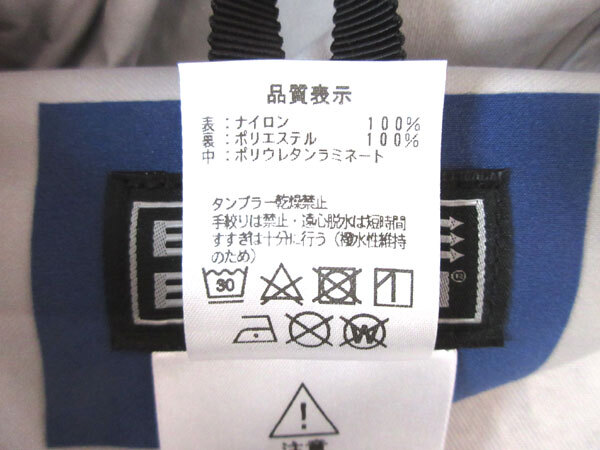 品質表示
表：ナイロン 100%
裏：ポリエステル 100%
中：ポリウレタンラミネート
タンブラー乾燥禁止
手絞りは禁止・遠心脱水は短時間
すすぎは十分に行う（撥水性維持
のため）
30
W
®
注意